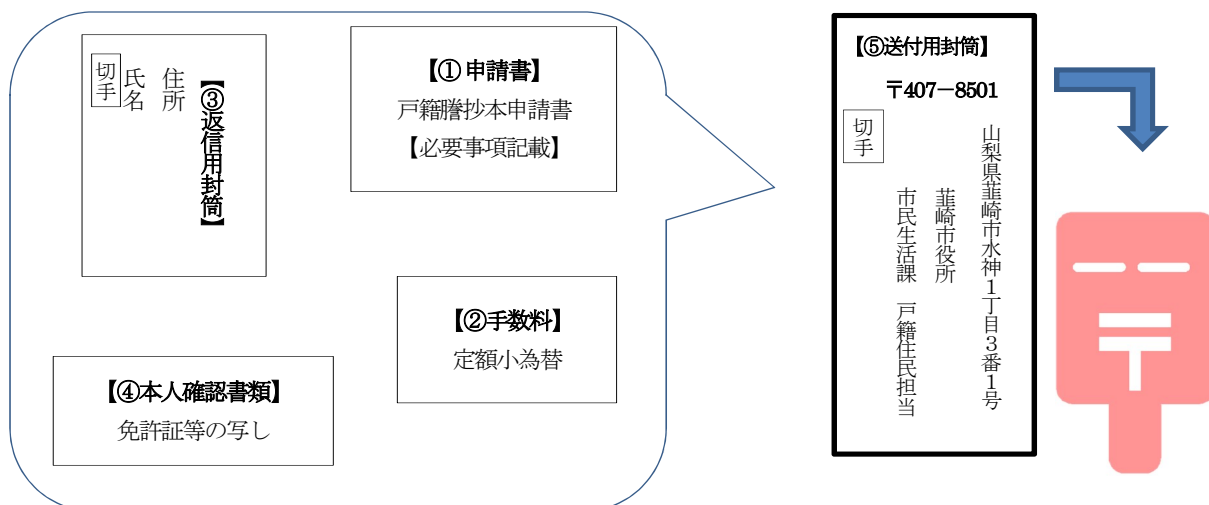 【③返信用封筒】
住所
氏名
切手
【①申請書】
戸籍謄抄本申請書
【必要事項記載】
【②手数料】
定額小為替
【④本人確認書類】
免許証等の写し
【⑤送付用封筒】
〒407－8501
切手
山梨県韮崎市水神１丁目３番１号
韮崎市役所
市民生活課　戸籍住民担当
〒